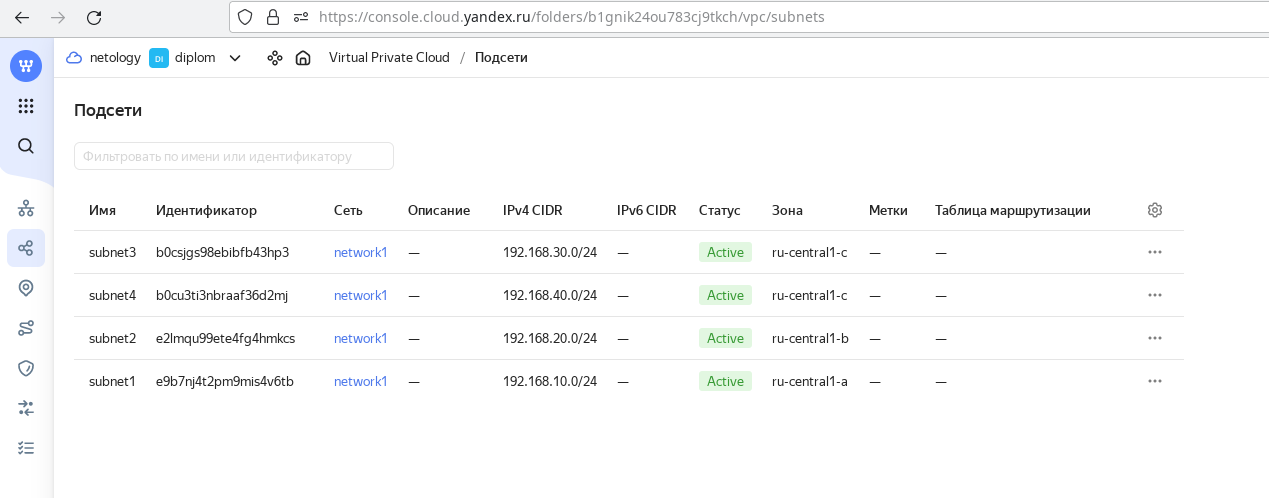 https://console.cloud.yandex.ru/folders/b1gnik24ou783cj9tkch/vpc/subnets
netology DI diplom Virtual Private Cloud / Подсети
Подсети
Фильтровать по имени или идентификатору
Имя Идентификатор Сеть Описание IPv4 CIDR IPv6 CIDR Статус Зона Метки Таблица маршрутизации
subnet3 b0csjgs98ebibfb43hp3 network1 — 192.168.30.0/24 — Active ru-central1-c — —
subnet4 b0cu3ti3nbraaf36d2mj network1 — 192.168.40.0/24 — Active ru-central1-c — —
subnet2 e2lmqu99ete4fg4hmkcs network1 — 192.168.20.0/24 — Active ru-central1-b — —
subnet1 e9b7nj4t2pm9mis4v6tb network1 — 192.168.10.0/24 — Active ru-central1-a — —